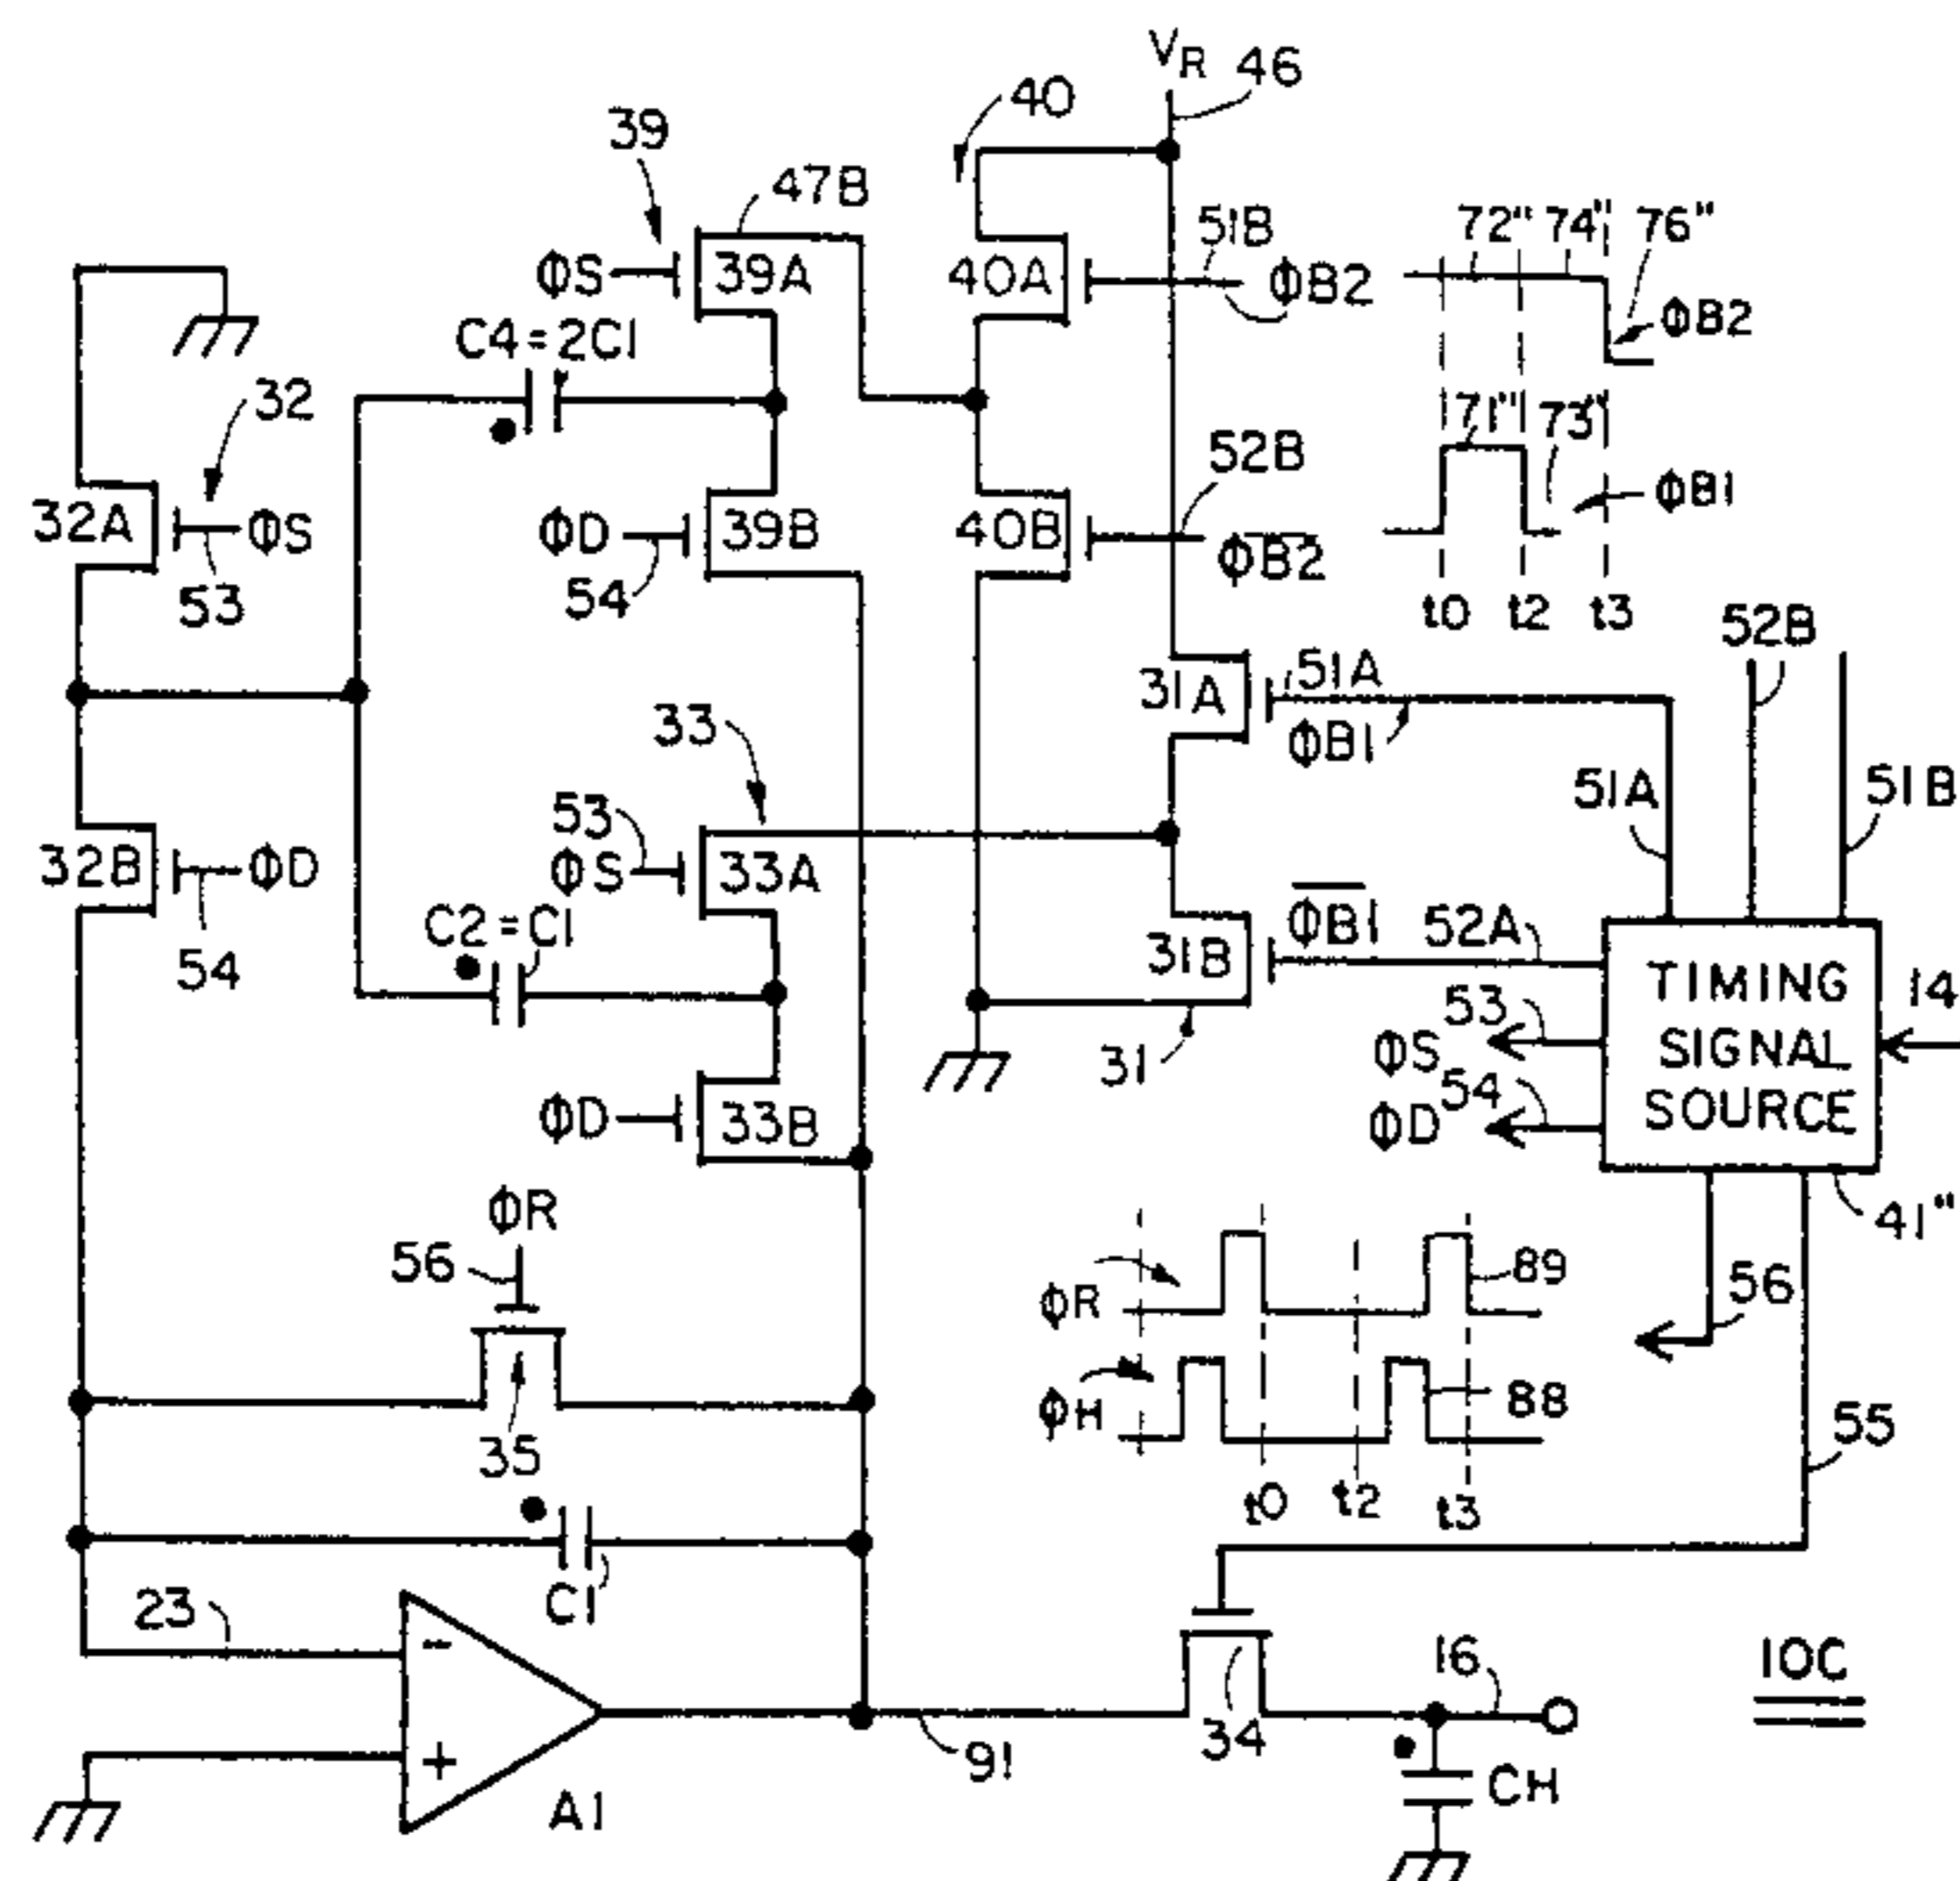 VR 46
40
39
47B
ΦS 39A
40A
51B
ΦB2
72" 74" 76"
ΦB2
C4=2C1
32
71" 73"
ΦB1
t0 t2 t3
32A ΦS
53
ΦD 39B
54
40B
52B
Φ̅B̅2̅
52B
51B
31A 51A
ΦB1
51A
33
53
ΦS 33A
32B ΦD
54
C2=C1
31B Φ̅B̅1
52A
31
TIMING
SIGNAL
SOURCE
14
53
ΦS
54
ΦD
41"
ΦD 33B
ΦR
56
35
ΦR
89
ΦH
88
t0 t2 t3
56
55
C1
23
-
+
A1
91
34
16
CH
10C